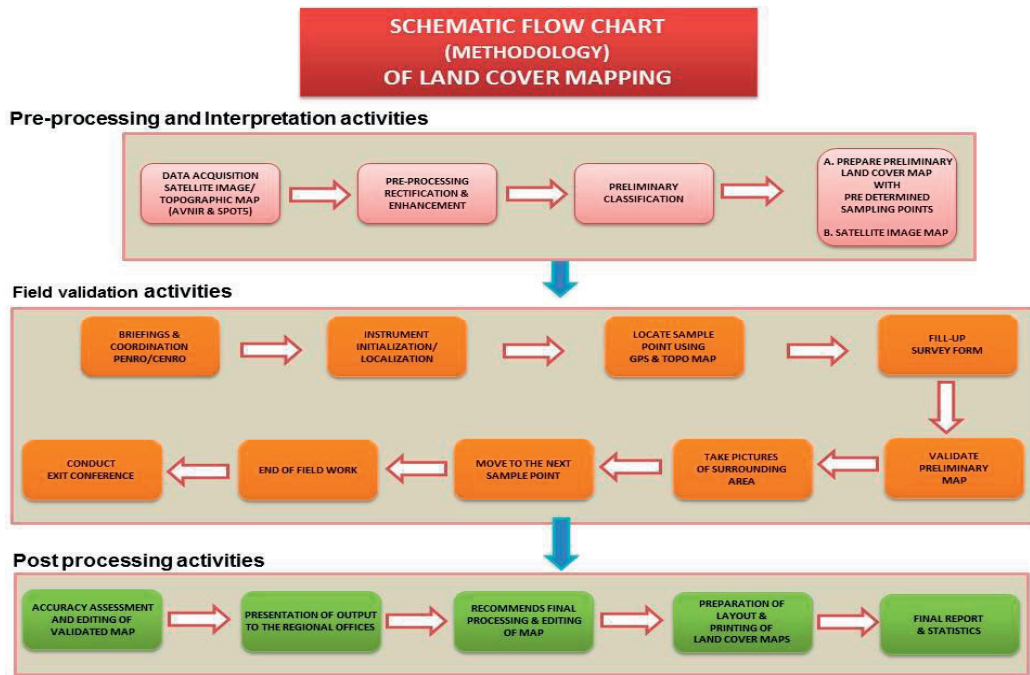 SCHEMATIC FLOW CHART
(METHODOLOGY)
OF LAND COVER MAPPING
Pre-processing and Interpretation activities
DATA ACQUISITION
SATELLITE IMAGE/
TOPOGRAPHIC MAP
(AVNIR & SPOT5)
PRE-PROCESSING
RECTIFICATION &
ENHANCEMENT
PRELIMINARY
CLASSIFICATION
A. PREPARE PRELIMINARY
LAND COVER MAP
WITH
PRE DETERMINED
SAMPLING POINTS
B. SATELLITE IMAGE MAP
Field validation activities
BRIEFINGS &
COORDINATION
PENRO/CENRO
INSTRUMENT
INITIALIZATION/
LOCALIZATION
LOCATE SAMPLE
POINT USING
GPS & TOPO MAP
FILL-UP
SURVEY FORM
VALIDATE
PRELIMINARY
MAP
TAKE PICTURES
OF SURROUNDING
AREA
MOVE TO THE NEXT
SAMPLE POINT
END OF FIELD WORK
CONDUCT
EXIT CONFERENCE
Post processing activities
ACCURACY ASSESSMENT
AND EDITING OF
VALIDATED MAP
PRESENTATION OF OUTPUT
TO THE REGIONAL OFFICES
RECOMMENDS FINAL
PROCESSING & EDITING
OF MAP
PREPARATION OF
LAYOUT &
PRINTING OF
LAND COVER MAPS
FINAL REPORT
& STATISTICS